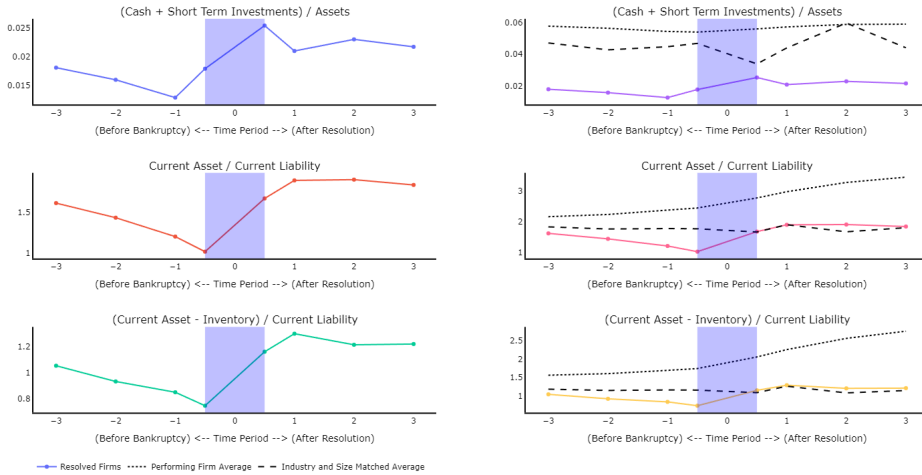 (Cash + Short Term Investments) / Assets
0.025
0.015
−3 −2 −1 0 1 2 3
(Before Bankruptcy) <-- Time Period --> (After Resolution)
(Cash + Short Term Investments) / Assets
0.06
0.04
0.02
−3 −2 −1 0 1 2 3
(Before Bankruptcy) <-- Time Period --> (After Resolution)
Current Asset / Current Liability
1.5
1
−3 −2 −1 0 1 2 3
(Before Bankruptcy) <-- Time Period --> (After Resolution)
Current Asset / Current Liability
3
2
1
−3 −2 −1 0 1 2 3
(Before Bankruptcy) <-- Time Period --> (After Resolution)
(Current Asset - Inventory) / Current Liability
1.2
1
0.8
−3 −2 −1 0 1 2 3
(Before Bankruptcy) <-- Time Period --> (After Resolution)
(Current Asset - Inventory) / Current Liability
2.5
1.5
1
−3 −2 −1 0 1 2 3
(Before Bankruptcy) <-- Time Period --> (After Resolution)
Resolved Firms Performing Firm Average Industry and Size Matched Average